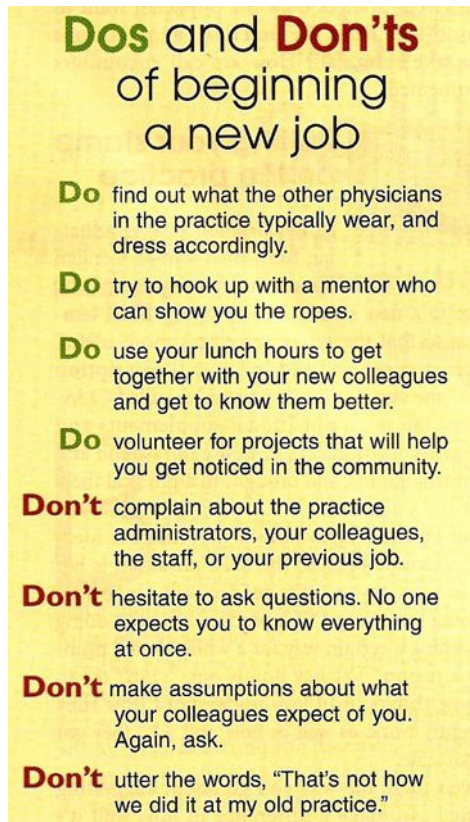 Dos and Don'ts
of beginning
a new job
Do find out what the other physicians
in the practice typically wear, and
dress accordingly.
Do try to hook up with a mentor who
can show you the ropes.
Do use your lunch hours to get
together with your new colleagues
and get to know them better.
Do volunteer for projects that will help
you get noticed in the community.
Don't complain about the practice
administrators, your colleagues,
the staff, or your previous job.
Don't hesitate to ask questions. No one
expects you to know everything
at once.
Don't make assumptions about what
your colleagues expect of you.
Again, ask.
Don't utter the words, “That's not how
we did it at my old practice.”